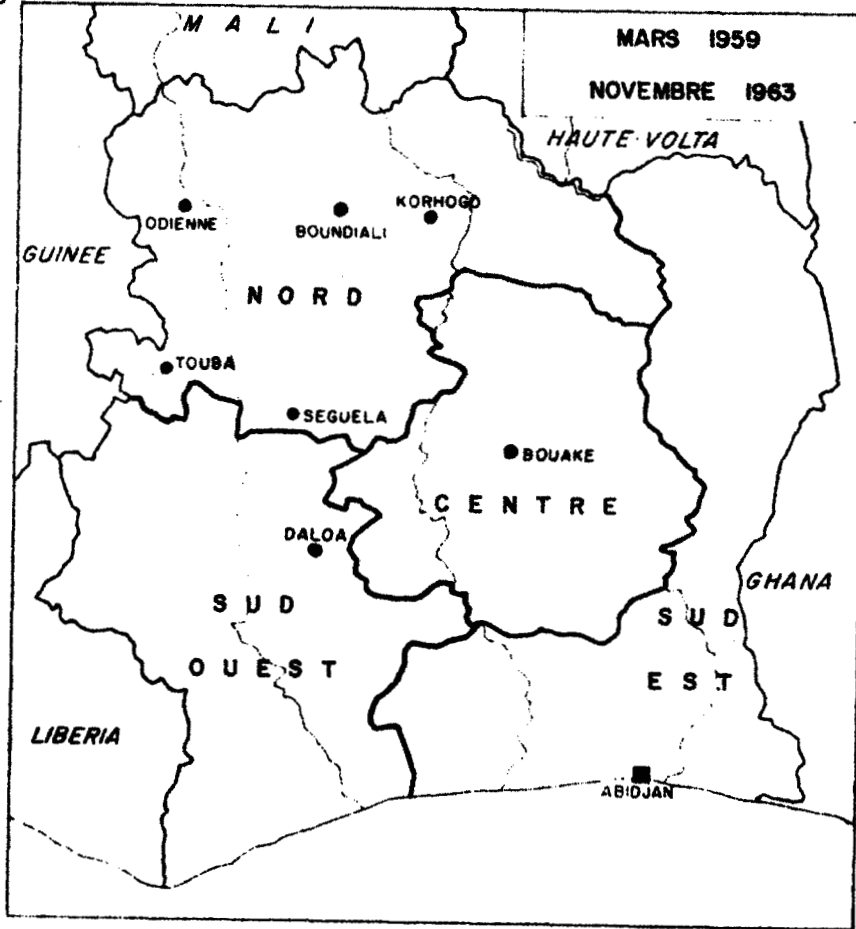 MALI
MARS 1959
NOVEMBRE 1963
HAUTE-VOLTA
ODIENNE
BOUNDIALI
KORHOGO
GUINEE
NORD
TOUBA
SEGUELA
BOUAKE
CENTRE
DALOA
GHANA
SUD
OUEST
SUD
EST
LIBERIA
ABIDJAN